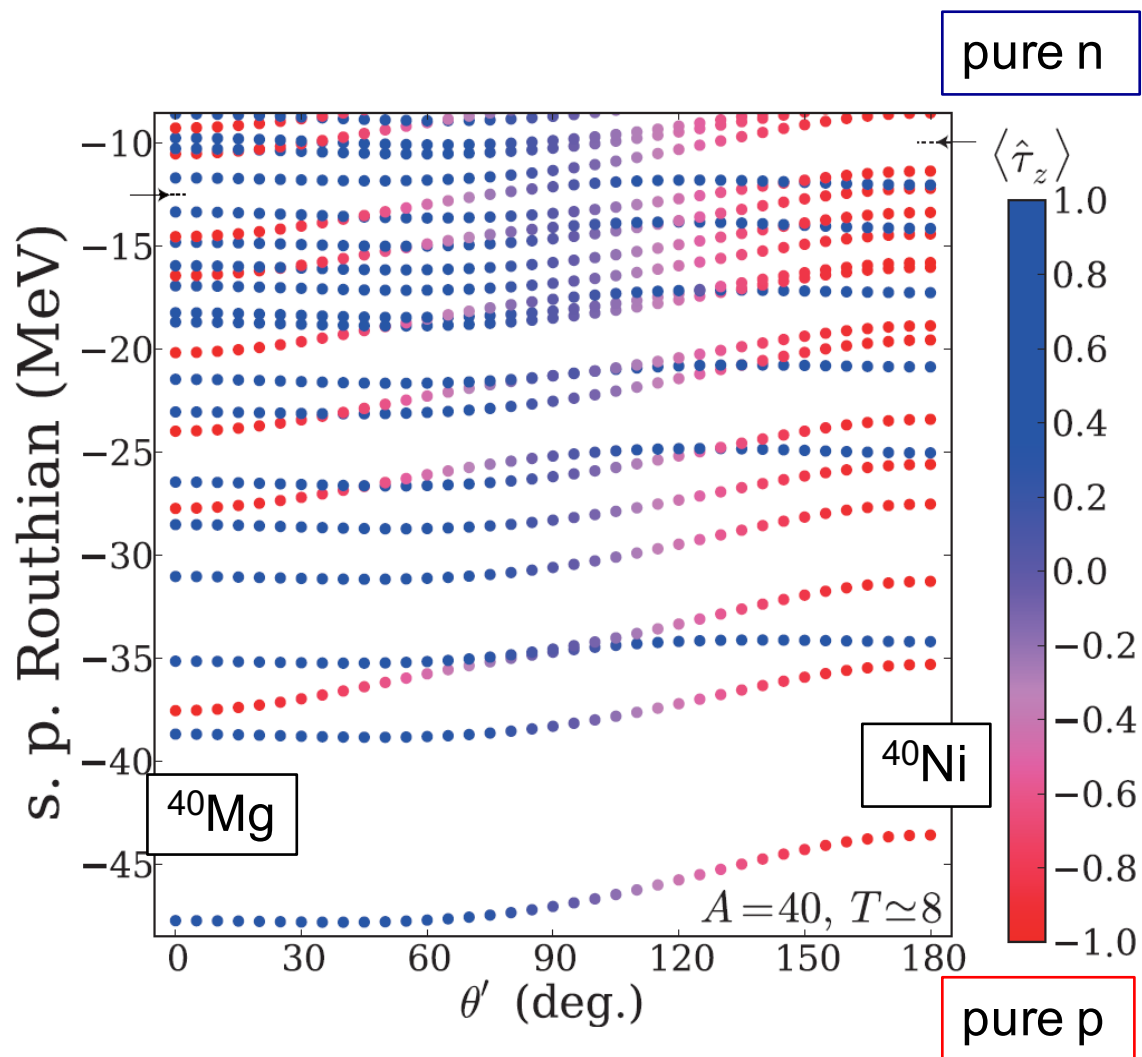 pure n
−10
−15
−20
−25
−30
−35
−40
−45
s. p. Routhian (MeV)
0 30 60 90 120 150 180
θ′ (deg.)
⁴⁰Mg
⁴⁰Ni
A=40, T≃8
⟨τ̂_z⟩
1.0
0.8
0.6
0.4
0.2
0.0
−0.2
−0.4
−0.6
−0.8
−1.0
pure p